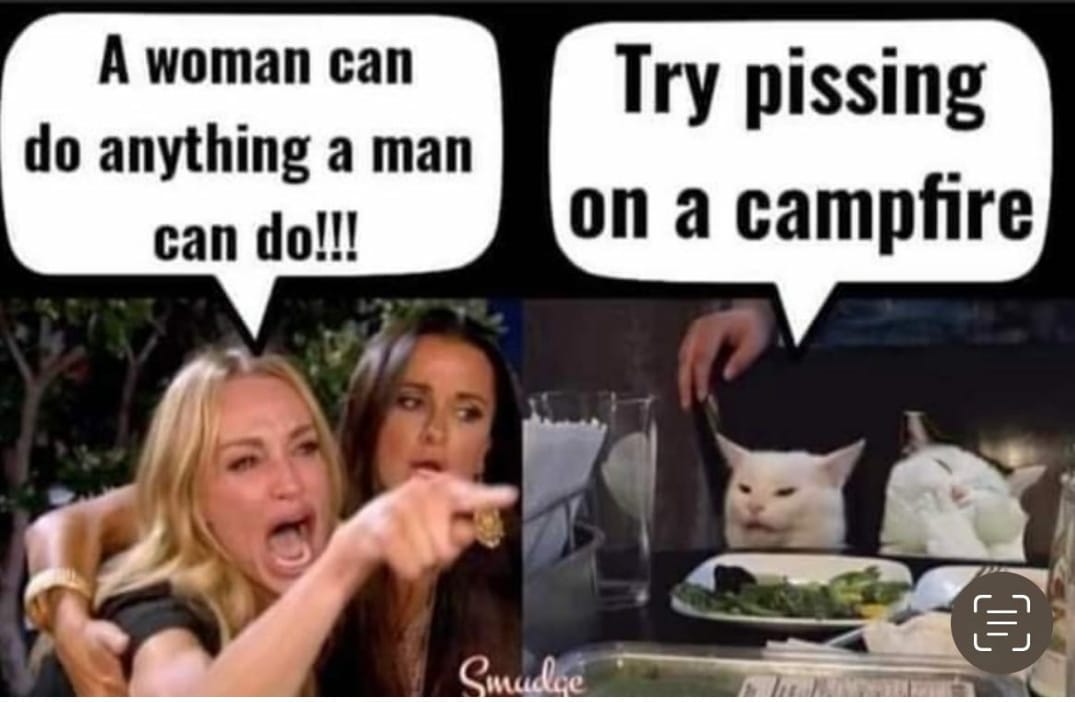 A woman can
do anything a man
can do!!!
Try pissing
on a campfire
Smudge